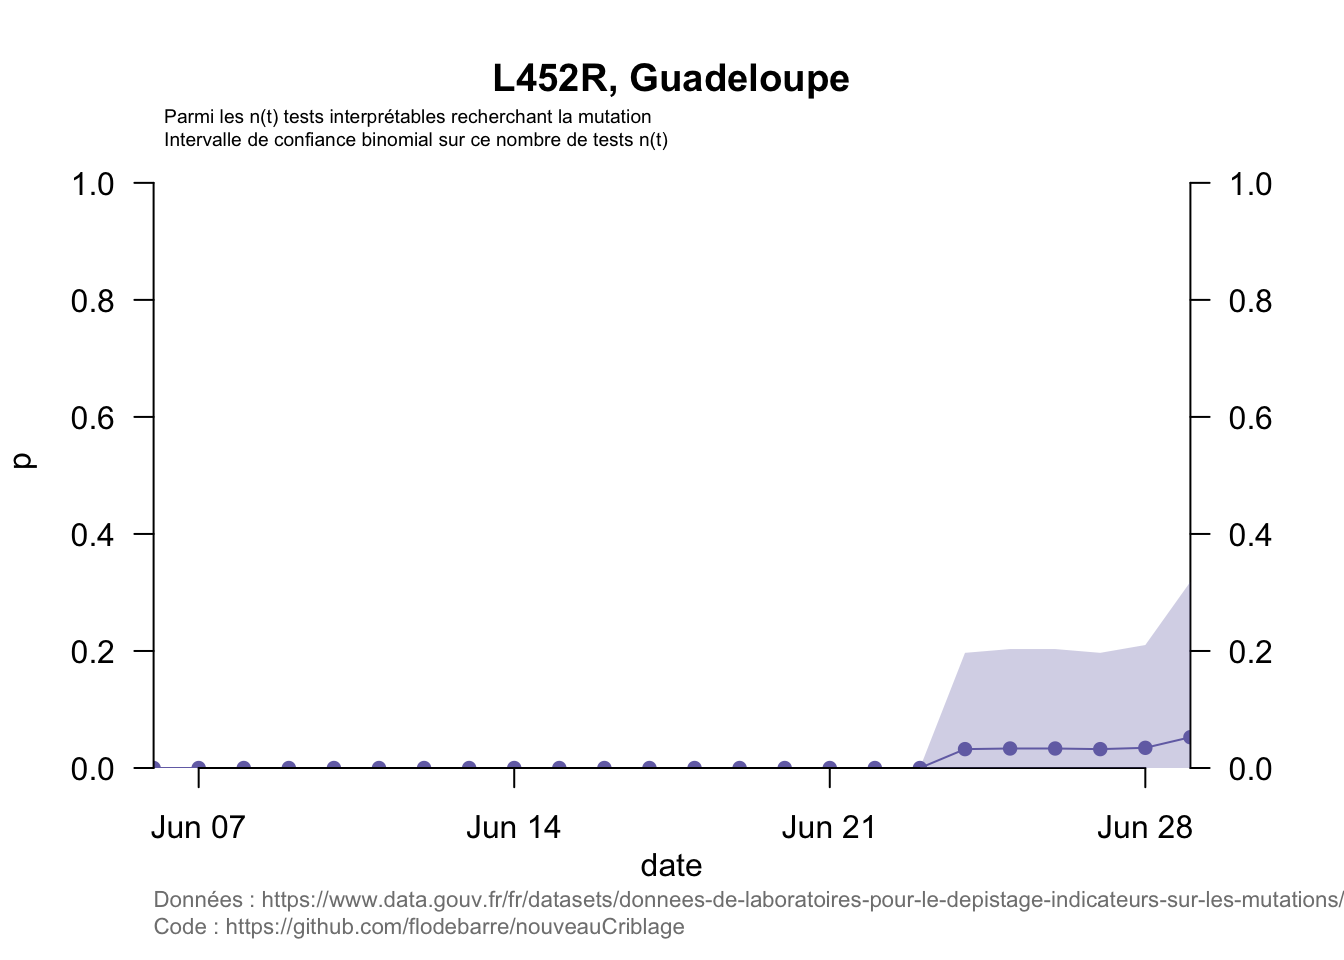 L452R, Guadeloupe
Parmi les n(t) tests interprétables recherchant la mutation
Intervalle de confiance binomial sur ce nombre de tests n(t)
1.0 1.0
0.8 0.8
0.6 0.6
p
0.4 0.4
0.2 0.2
0.0 0.0
Jun 07 Jun 14 Jun 21 Jun 28
date
Données : https://www.data.gouv.fr/fr/datasets/donnees-de-laboratoires-pour-le-depistage-indicateurs-sur-les-mutations/
Code : https://github.com/flodebarre/nouveauCriblage